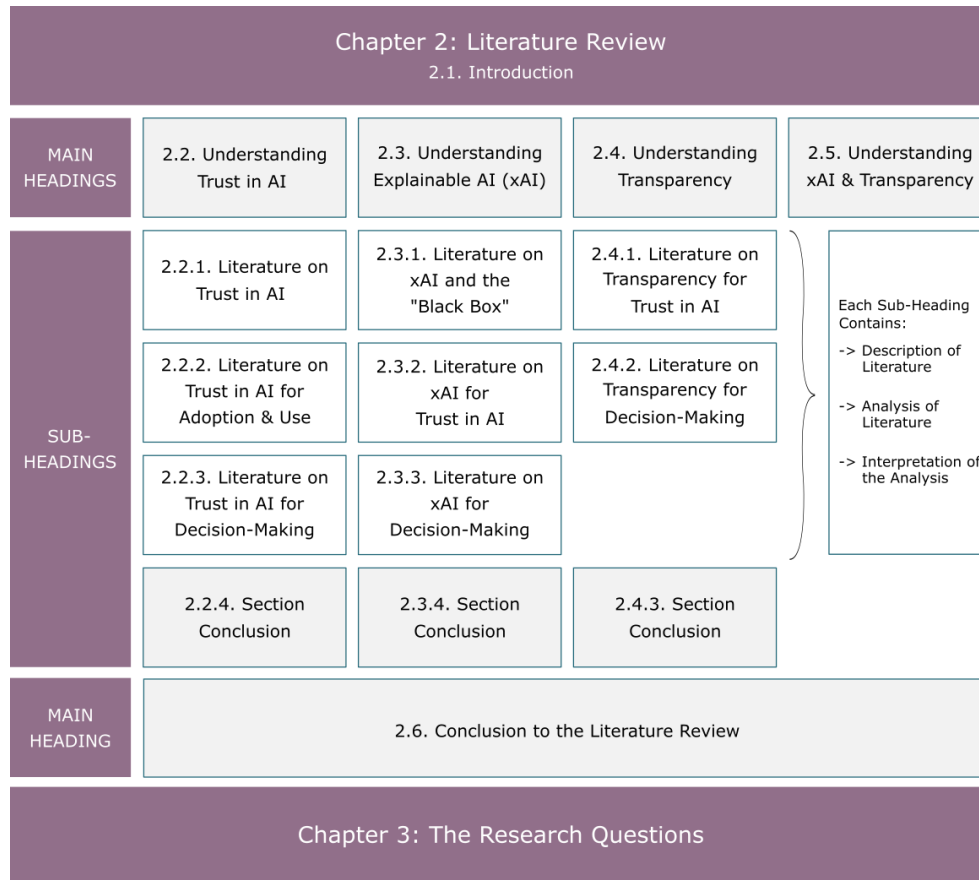 Chapter 2: Literature Review
2.1. Introduction
MAIN
HEADINGS
2.2. Understanding
Trust in AI
2.3. Understanding
Explainable AI (xAI)
2.4. Understanding
Transparency
2.5. Understanding
xAI & Transparency
SUB-
HEADINGS
2.2.1. Literature on
Trust in AI
2.3.1. Literature on
xAI and the
"Black Box"
2.4.1. Literature on
Transparency for
Trust in AI
2.2.2. Literature on
Trust in AI for
Adoption & Use
2.3.2. Literature on
xAI for
Trust in AI
2.4.2. Literature on
Transparency for
Decision-Making
2.2.3. Literature on
Trust in AI for
Decision-Making
2.3.3. Literature on
xAI for
Decision-Making
Each Sub-Heading
Contains:
-> Description of
Literature
-> Analysis of
Literature
-> Interpretation of
the Analysis
2.2.4. Section
Conclusion
2.3.4. Section
Conclusion
2.4.3. Section
Conclusion
MAIN
HEADING
2.6. Conclusion to the Literature Review
Chapter 3: The Research Questions